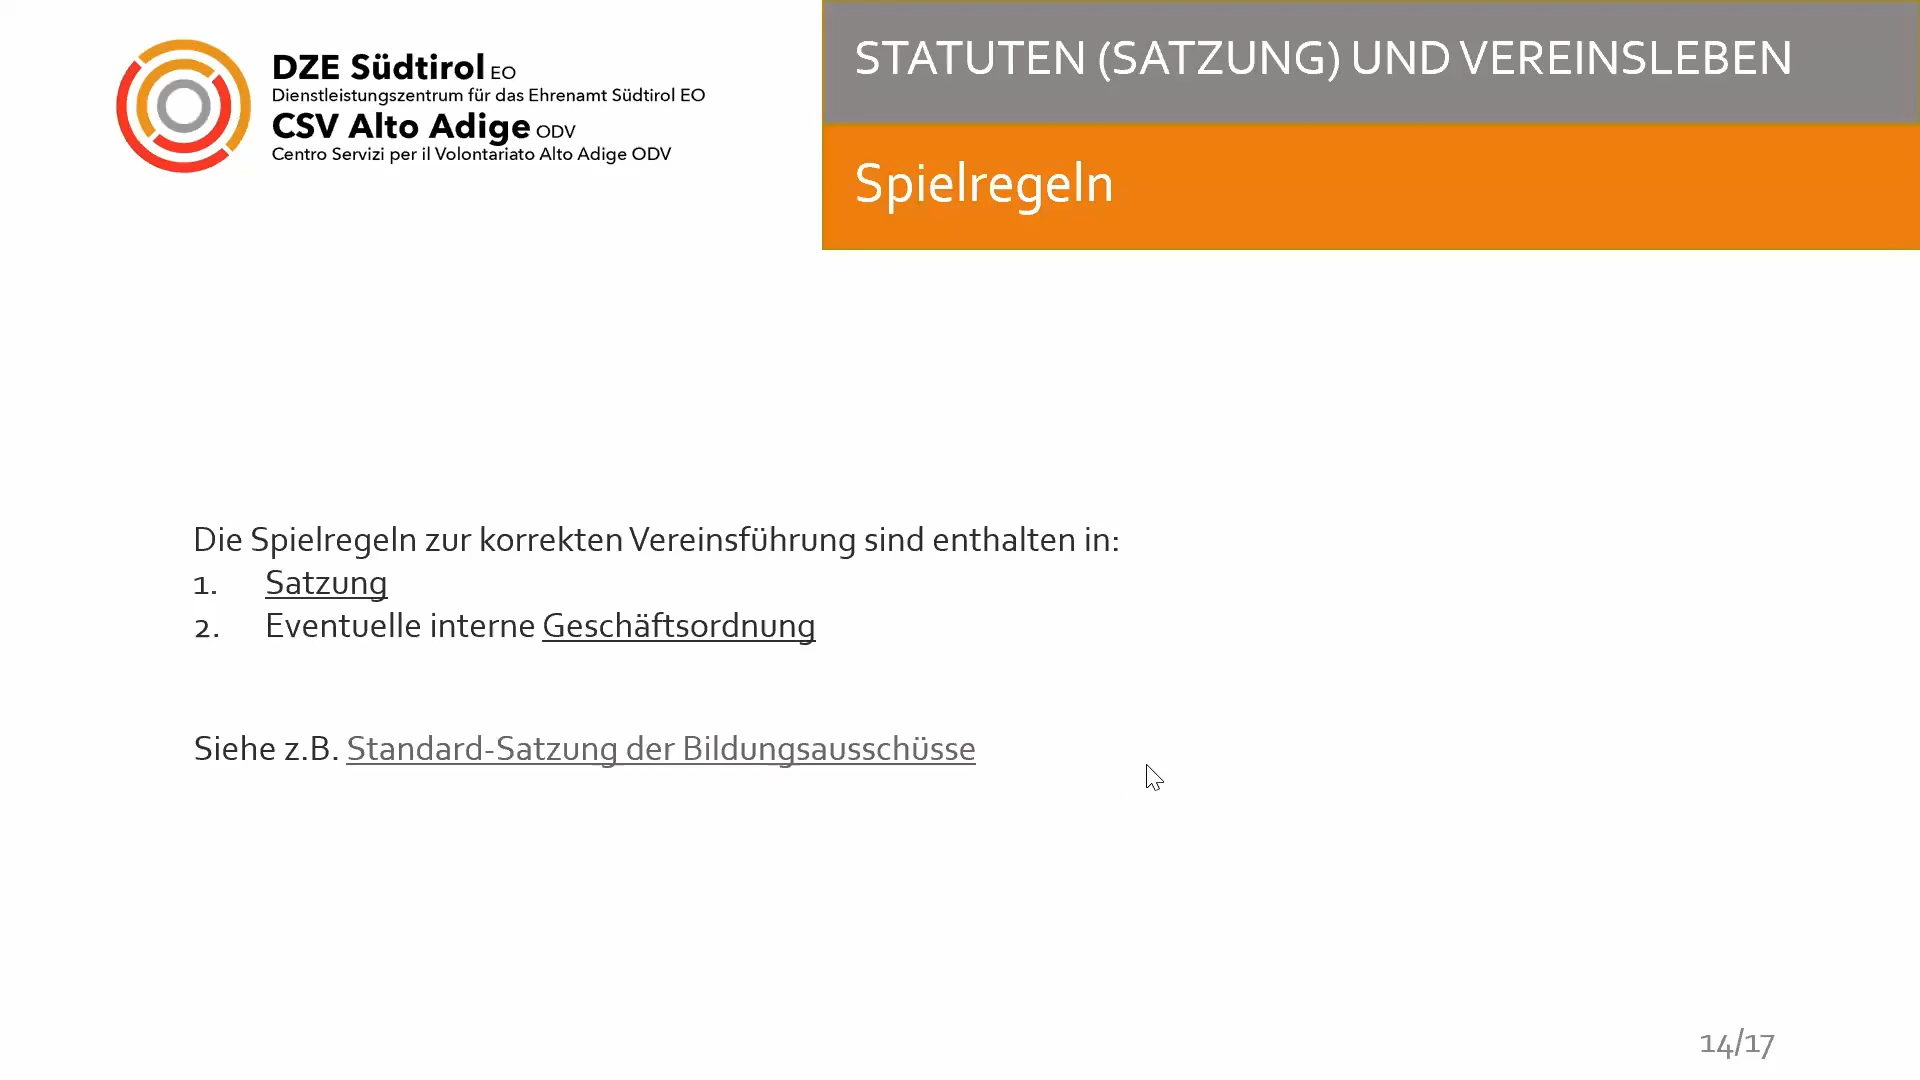 DZE Südtirol EO
Dienstleistungszentrum für das Ehrenamt Südtirol EO
CSV Alto Adige ODV
Centro Servizi per il Volontariato Alto Adige ODV
STATUTEN (SATZUNG) UND VEREINSLEBEN
Spielregeln
Die Spielregeln zur korrekten Vereinsführung sind enthalten in:
1. Satzung
2. Eventuelle interne Geschäftsordnung
Siehe z.B. Standard-Satzung der Bildungsausschüsse
14/17